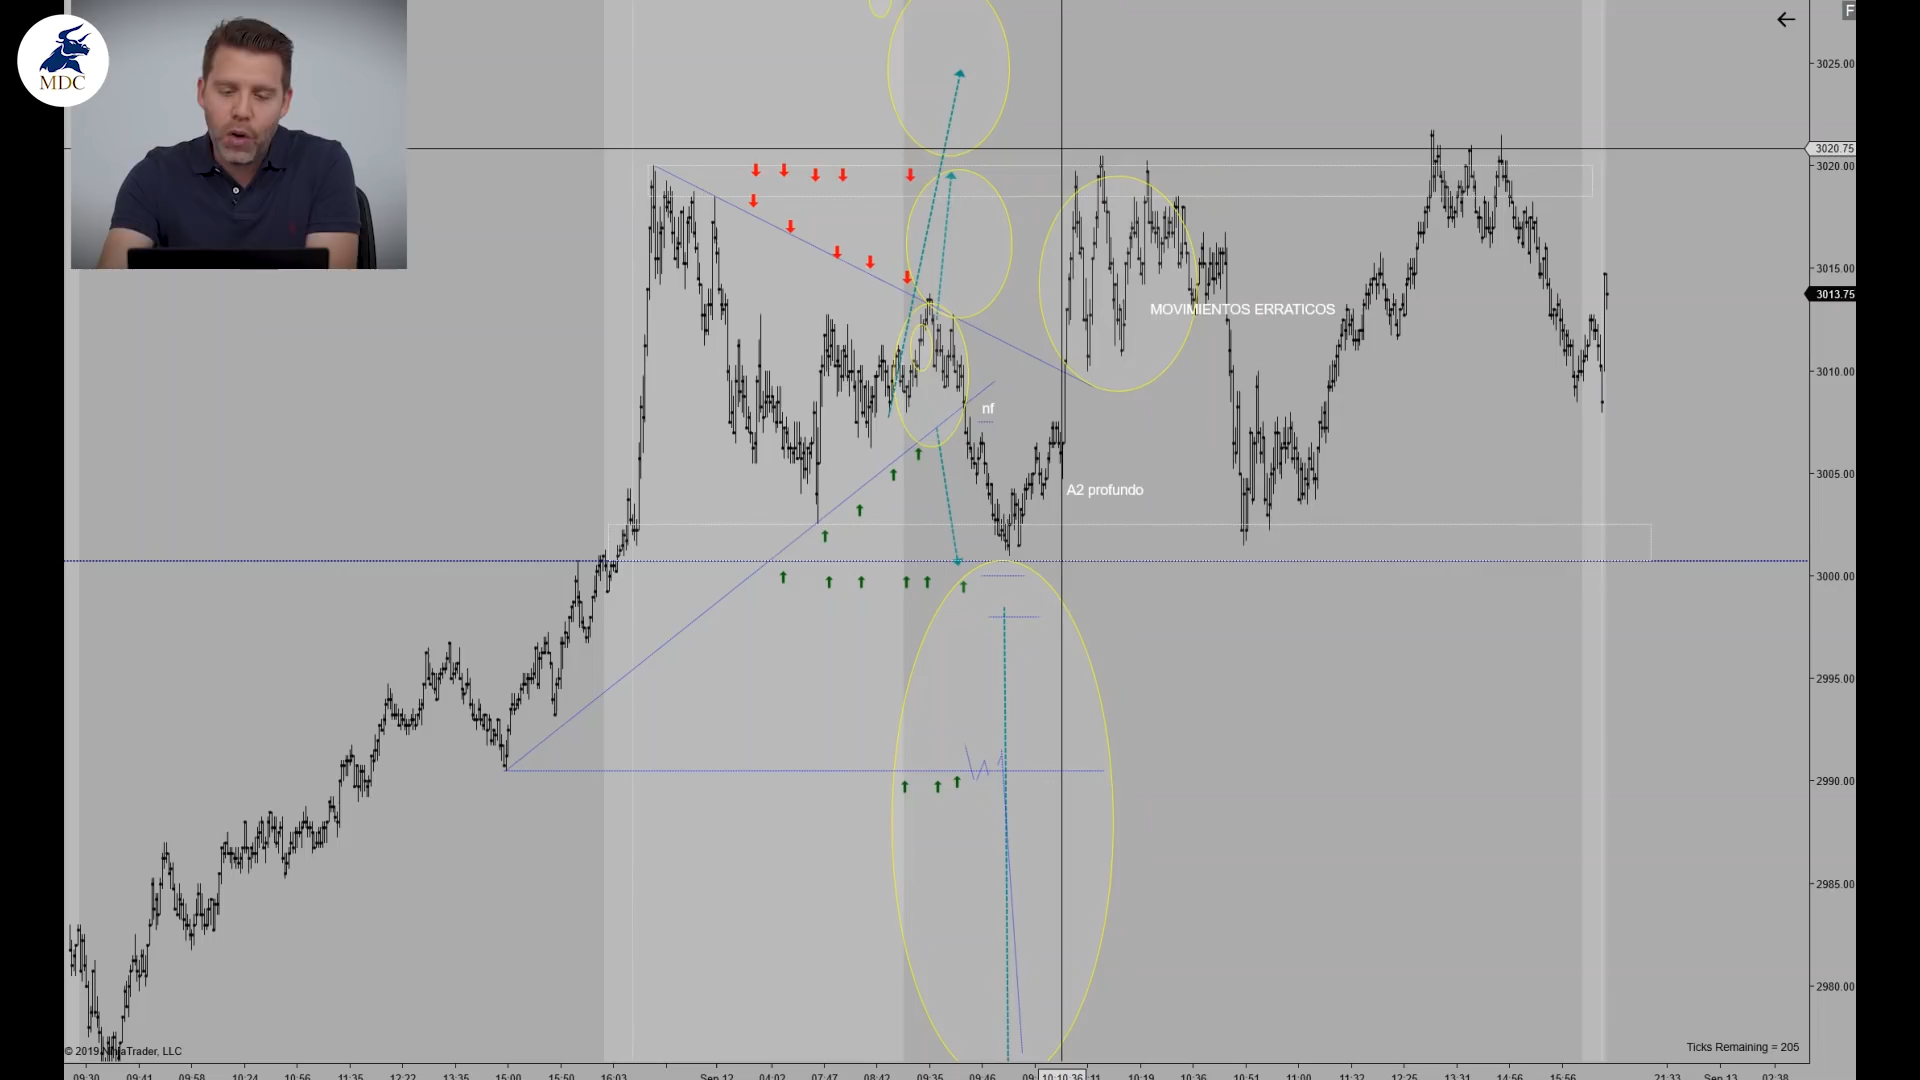 MDC
F
3025.00
3020.75
3020.00
3015.00
3013.75
MOVIMIENTOS ERRATICOS
3010.00
nf
3005.00
A2 profundo
3000.00
2995.00
2990.00
2985.00
2980.00
© 2019 NinjaTrader, LLC
Ticks Remaining = 205
09:30 09:41 09:58 10:24 10:56 11:35 12:22 13:35 15:00 15:50 16:03 Sep 12 04:02 07:47 08:42 09:35 09:46 10:10:36 10:19 10:36 10:51 11:00 11:32 12:25 13:31 14:56 15:56 21:33 Sep 13 02:38